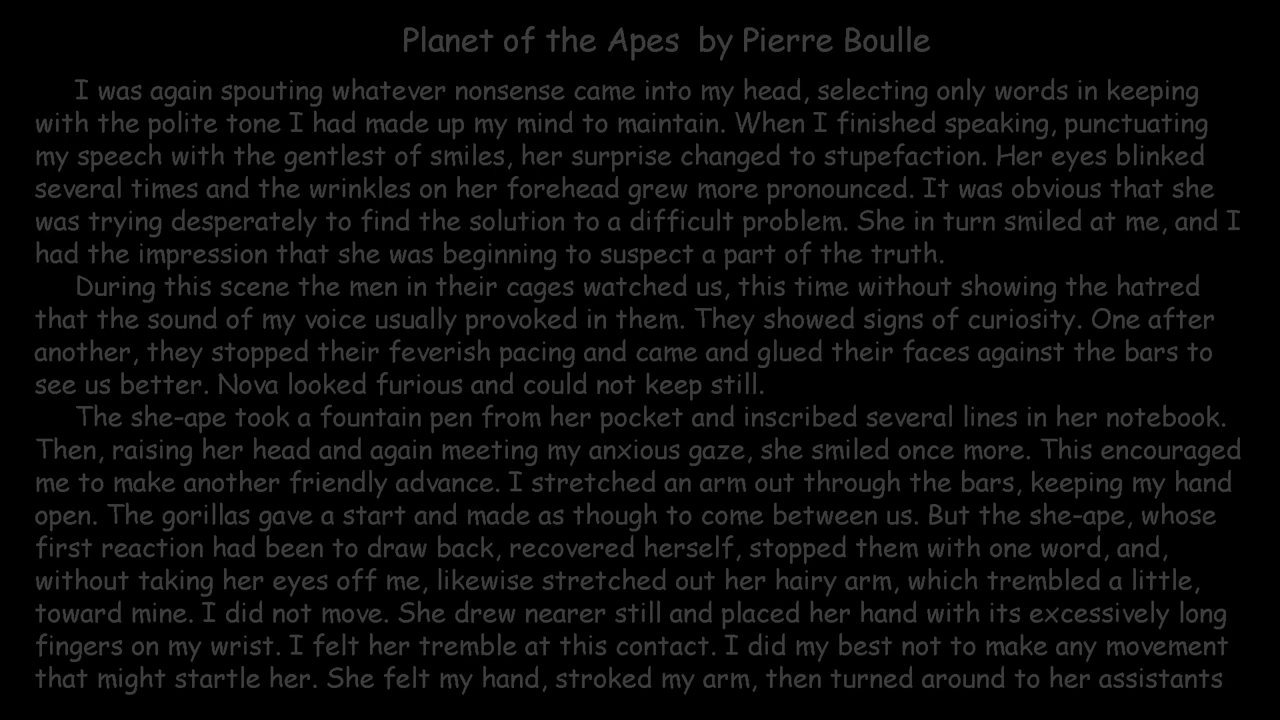 Planet of the Apes by Pierre Boulle
I was again spouting whatever nonsense came into my head, selecting only words in keeping
with the polite tone I had made up my mind to maintain. When I finished speaking, punctuating
my speech with the gentlest of smiles, her surprise changed to stupefaction. Her eyes blinked
several times and the wrinkles on her forehead grew more pronounced. It was obvious that she
was trying desperately to find the solution to a difficult problem. She in turn smiled at me, and I
had the impression that she was beginning to suspect a part of the truth.
During this scene the men in their cages watched us, this time without showing the hatred
that the sound of my voice usually provoked in them. They showed signs of curiosity. One after
another, they stopped their feverish pacing and came and glued their faces against the bars to
see us better. Nova looked furious and could not keep still.
The she-ape took a fountain pen from her pocket and inscribed several lines in her notebook.
Then, raising her head and again meeting my anxious gaze, she smiled once more. This encouraged
me to make another friendly advance. I stretched an arm out through the bars, keeping my hand
open. The gorillas gave a start and made as though to come between us. But the she-ape, whose
first reaction had been to draw back, recovered herself, stopped them with one word, and,
without taking her eyes off me, likewise stretched out her hairy arm, which trembled a little,
toward mine. I did not move. She drew nearer still and placed her hand with its excessively long
fingers on my wrist. I felt her tremble at this contact. I did my best not to make any movement
that might startle her. She felt my hand, stroked my arm, then turned around to her assistants